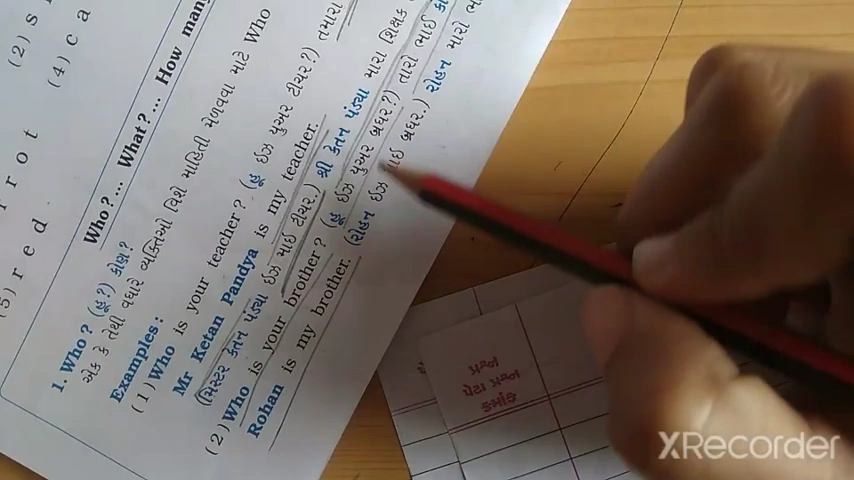 (2) s
(4) c a
r o t
(5) r e d
Who ?... What ?... How man
1. Who ? (હૂ?) કોણ?
એક કે તેથી વધારે વ્યક્તિઓ વિશે માહિતી મેળવવા માટે Who
Examples :
(1) Who is your teacher ? (હૂ ઈઝ યુઅર ટીચર?) તમારા
Mr Ketan Pandya is my teacher.
(મિસ્ટર કેતન પંડ્યા ઈઝ માઈ ટીચર.) શ્રી કેતન પંડ્યા મારા શિક્ષક
(2) Who is your brother ? (હૂ ઈઝ યુઅર બ્રધર?) તારો ભાઈ
Rohan is my brother. (રોહન ઈઝ માઈ બ્રધર.) રોહન મારો
પ્રશ્ન
પેટા પ્રશ્ન
ક્રમાંક
XRecorder